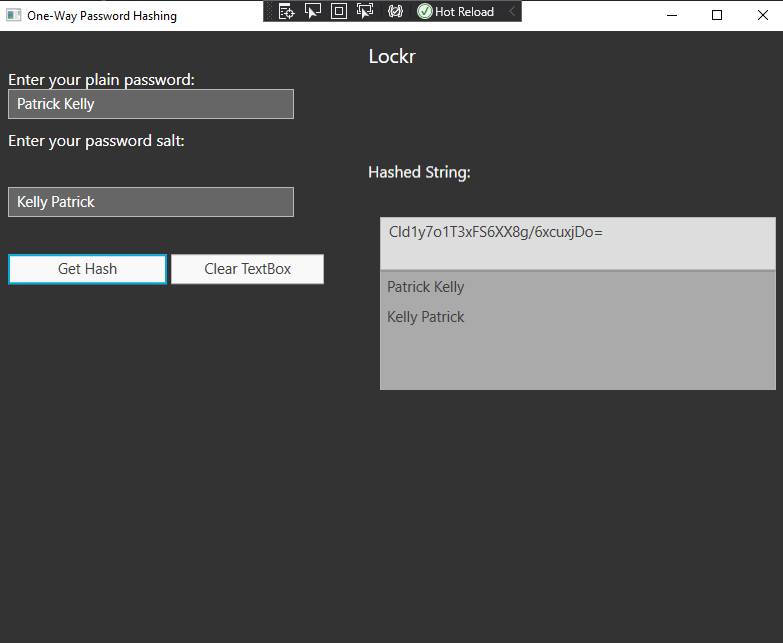 One-Way Password Hashing
Hot Reload
Lockr
Enter your plain password:
Patrick Kelly
Enter your password salt:
Kelly Patrick
Get Hash
Clear TextBox
Hashed String:
CId1y7o1T3xFS6XX8g/6xcuxjDo=
Patrick Kelly
Kelly Patrick